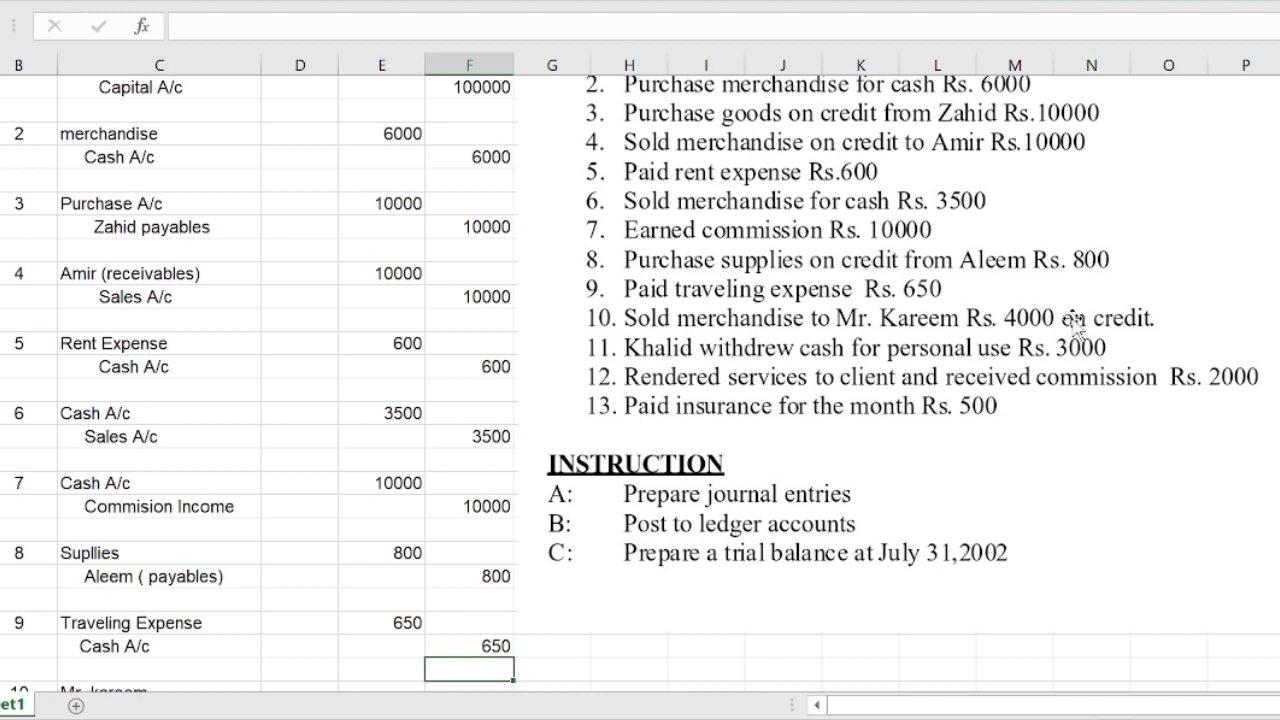 fx
B C D E F G H I J K L M N O P
Capital A/c 100000
2 merchandise 6000
Cash A/c 6000
3 Purchase A/c 10000
Zahid payables 10000
4 Amir (receivables) 10000
Sales A/c 10000
5 Rent Expense 600
Cash A/c 600
6 Cash A/c 3500
Sales A/c 3500
7 Cash A/c 10000
Commision Income 10000
8 Supllies 800
Aleem ( payables) 800
9 Traveling Expense 650
Cash A/c 650
10 Mr. kareem
2. Purchase merchandise for cash Rs. 6000
3. Purchase goods on credit from Zahid Rs.10000
4. Sold merchandise on credit to Amir Rs.10000
5. Paid rent expense Rs.600
6. Sold merchandise for cash Rs. 3500
7. Earned commission Rs. 10000
8. Purchase supplies on credit from Aleem Rs. 800
9. Paid traveling expense Rs. 650
10. Sold merchandise to Mr. Kareem Rs. 4000 on credit.
11. Khalid withdrew cash for personal use Rs. 3000
12. Rendered services to client and received commission Rs. 2000
13. Paid insurance for the month Rs. 500
INSTRUCTION
A: Prepare journal entries
B: Post to ledger accounts
C: Prepare a trial balance at July 31,2002
et1